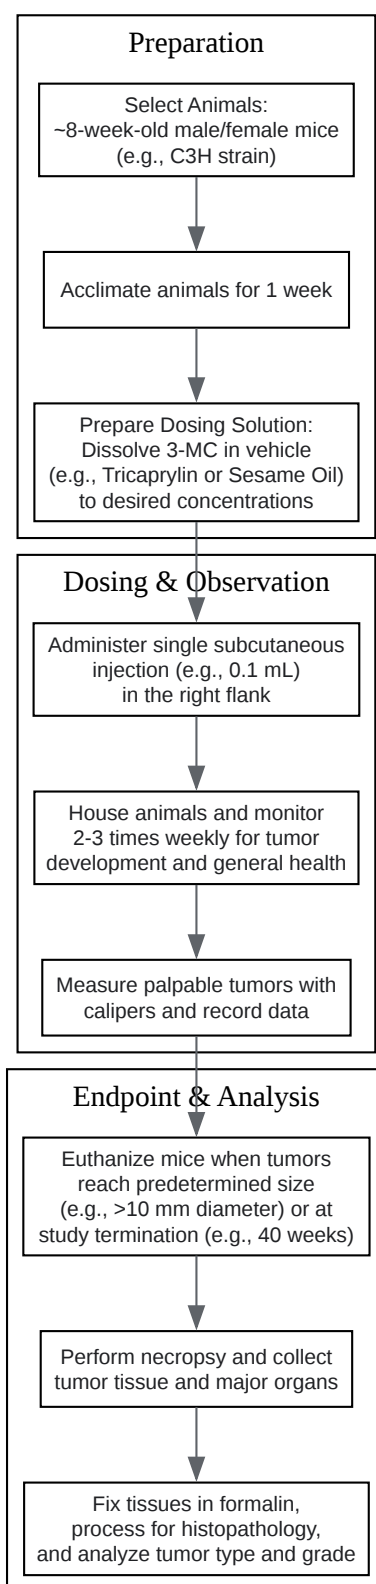 Preparation
Select Animals:
~8-week-old male/female mice
(e.g., C3H strain)
Acclimate animals for 1 week
Prepare Dosing Solution:
Dissolve 3-MC in vehicle
(e.g., Tricaprylin or Sesame Oil)
to desired concentrations
Dosing & Observation
Administer single subcutaneous
injection (e.g., 0.1 mL)
in the right flank
House animals and monitor
2-3 times weekly for tumor
development and general health
Measure palpable tumors with
calipers and record data
Endpoint & Analysis
Euthanize mice when tumors
reach predetermined size
(e.g., >10 mm diameter) or at
study termination (e.g., 40 weeks)
Perform necropsy and collect
tumor tissue and major organs
Fix tissues in formalin,
process for histopathology,
and analyze tumor type and grade